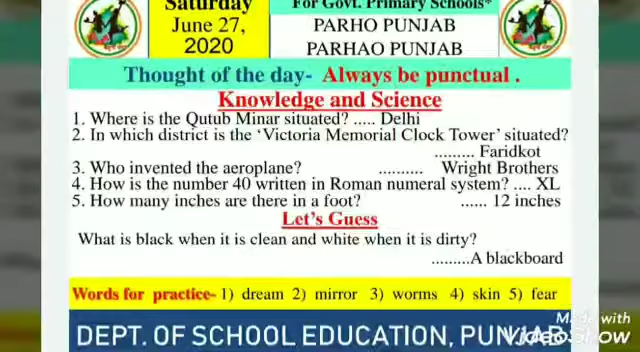 Saturday
June 27,
2020
For Govt. Primary Schools*
PARHO PUNJAB
PARHAO PUNJAB
Thought of the day- Always be punctual .
Knowledge and Science
1. Where is the Qutub Minar situated? ..... Delhi
2. In which district is the ‘Victoria Memorial Clock Tower’ situated?
......... Faridkot
3. Who invented the aeroplane? .......... Wright Brothers
4. How is the number 40 written in Roman numeral system? .... XL
5. How many inches are there in a foot? ...... 12 inches
Let’s Guess
What is black when it is clean and white when it is dirty?
.........A blackboard
Words for practice- 1) dream 2) mirror 3) worms 4) skin 5) fear
DEPT. OF SCHOOL EDUCATION, PUNJAB
Made with
VideoShow